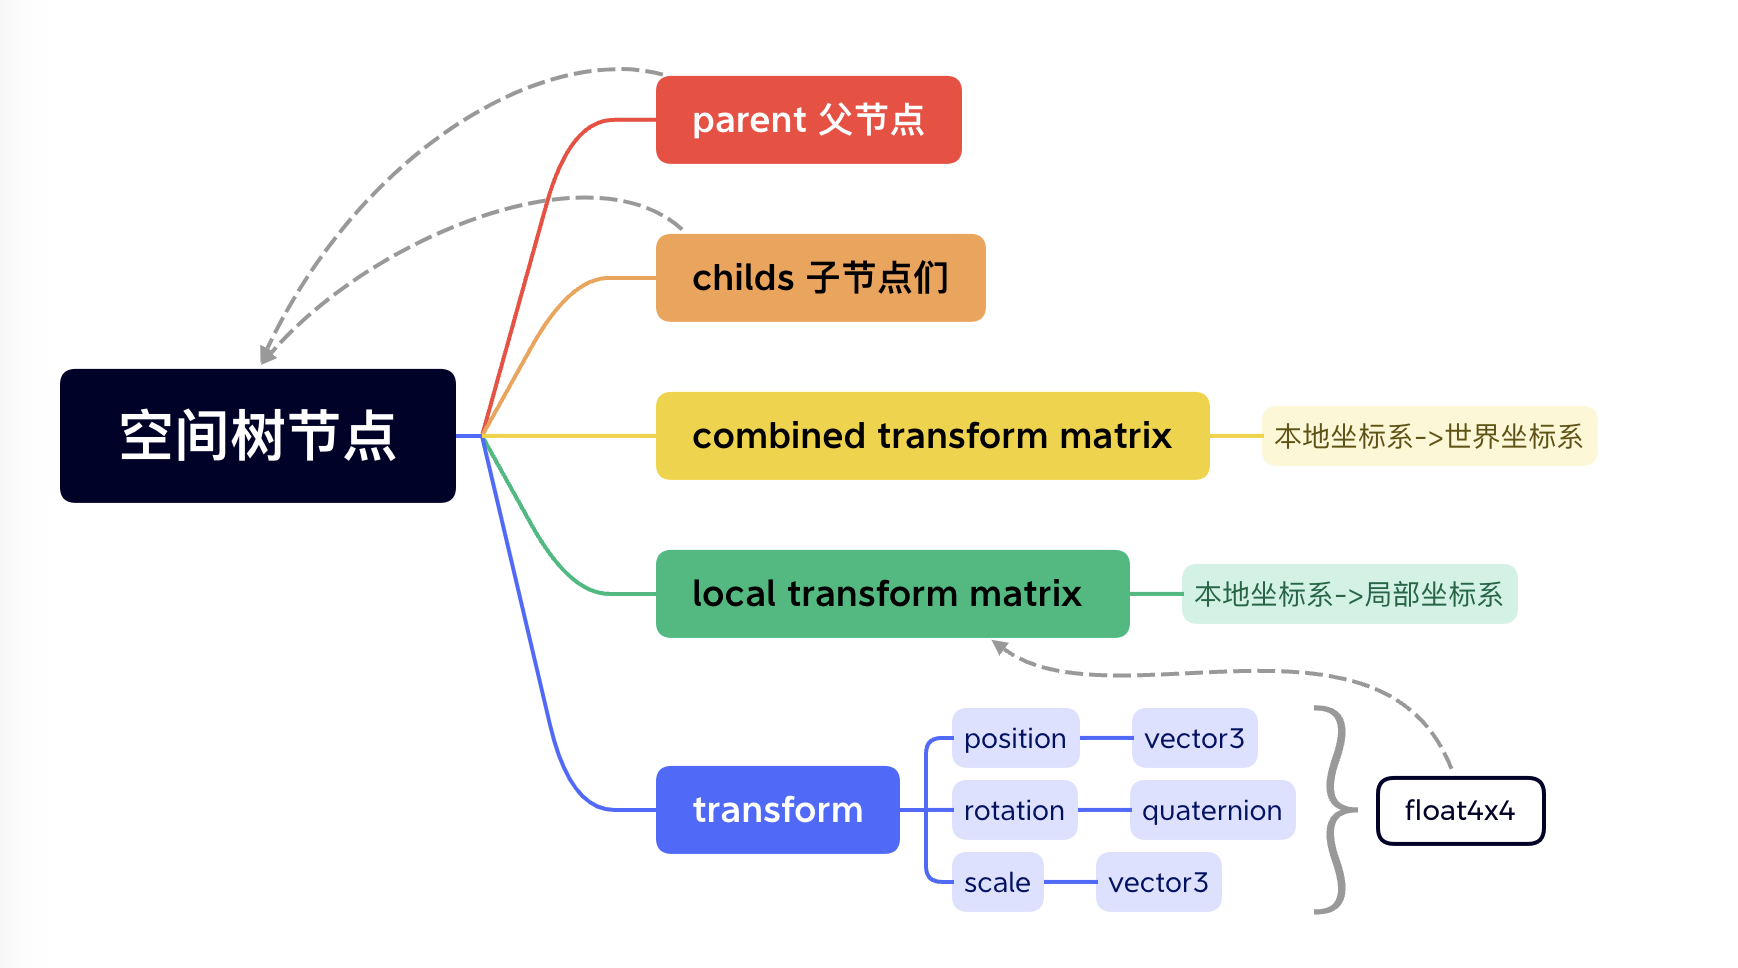 parent 父节点
childs 子节点们
空间树节点
combined transform matrix
本地坐标系->世界坐标系
local transform matrix
本地坐标系->局部坐标系
transform
position
vector3
rotation
quaternion
scale
vector3
float4x4